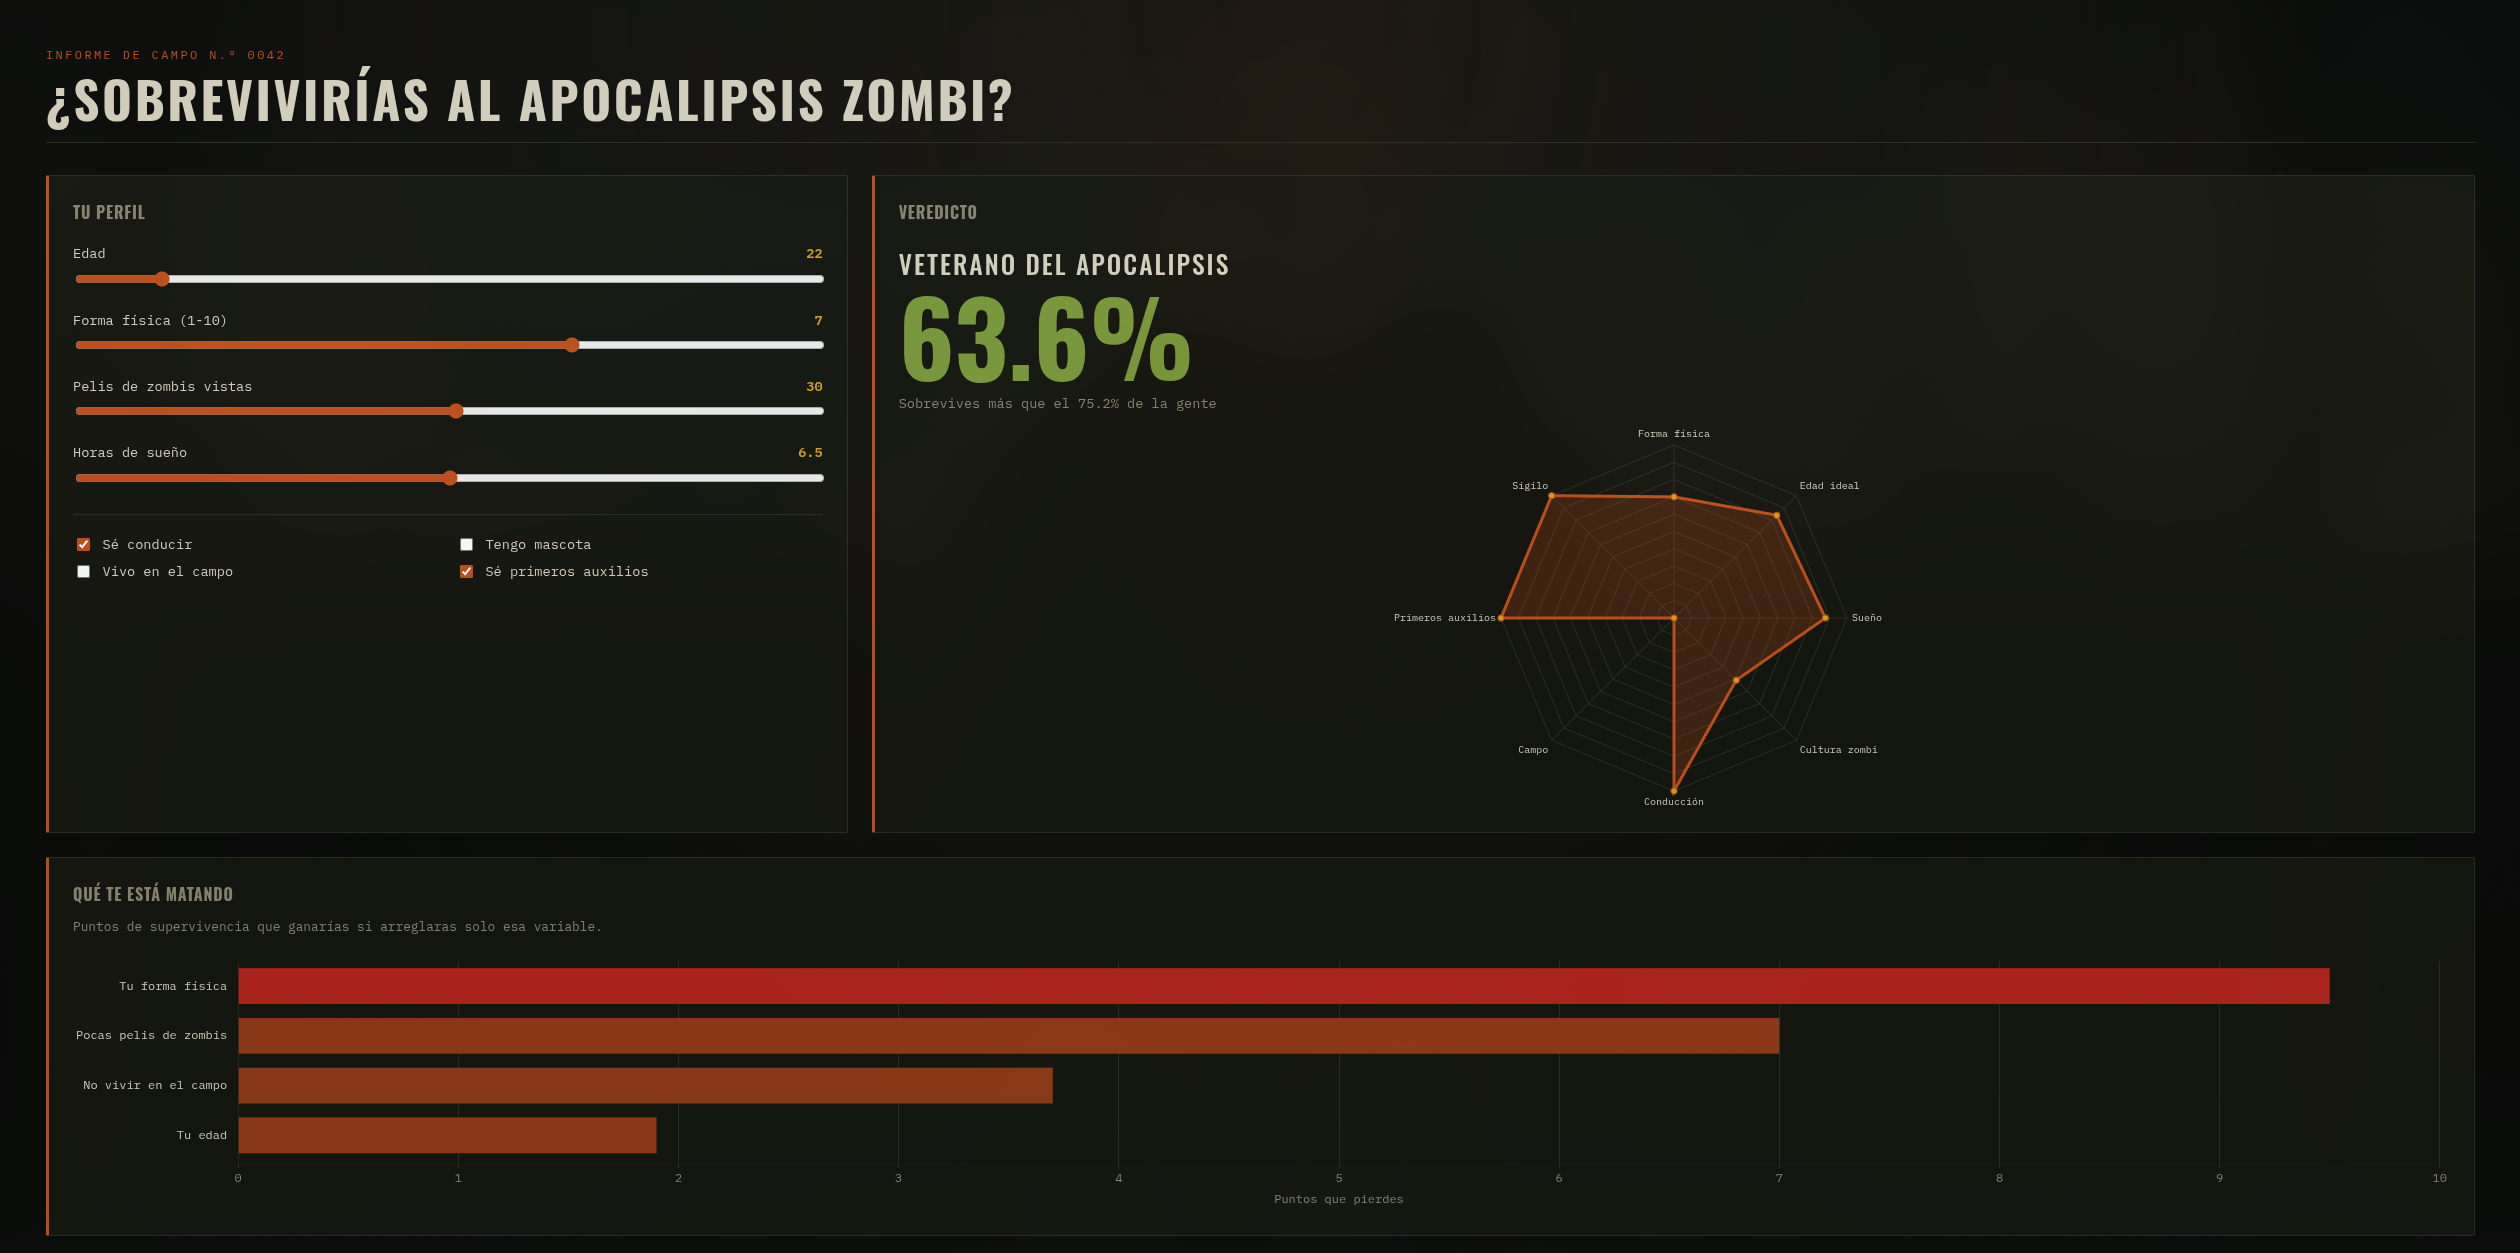 INFORME DE CAMPO N.º 0042
¿SOBREVIVIRÍAS AL APOCALIPSIS ZOMBI?
TU PERFIL
Edad 22
Forma física (1-10) 7
Pelis de zombis vistas 30
Horas de sueño 6.5
Sé conducir
Tengo mascota
Vivo en el campo
Sé primeros auxilios
VEREDICTO
VETERANO DEL APOCALIPSIS
63.6%
Sobrevives más que el 75.2% de la gente
Forma física
Edad ideal
Sueño
Cultura zombi
Conducción
Campo
Primeros auxilios
Sigilo
QUÉ TE ESTÁ MATANDO
Puntos de supervivencia que ganarías si arreglaras solo esa variable.
Tu forma física
Pocas pelis de zombis
No vivir en el campo
Tu edad
0 1 2 3 4 5 6 7 8 9 10
Puntos que pierdes